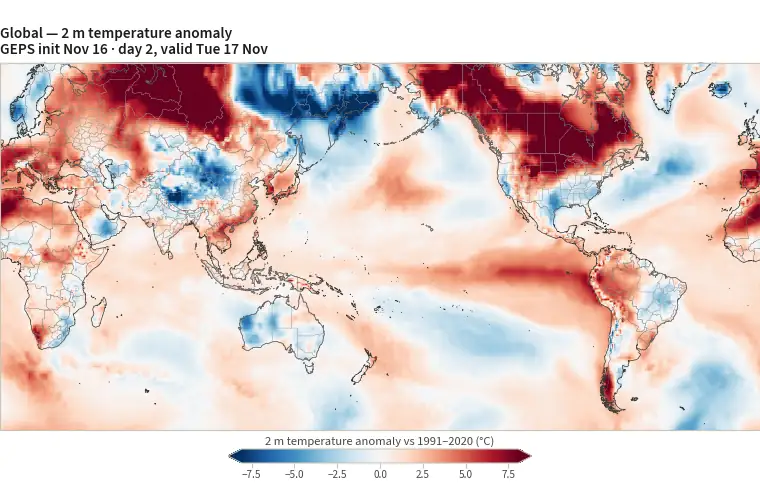 Global — 2 m temperature anomaly
GEPS init Nov 16 · day 2, valid Tue 17 Nov
2 m temperature anomaly vs 1991–2020 (°C)
−7.5 −5.0 −2.5 0.0 2.5 5.0 7.5